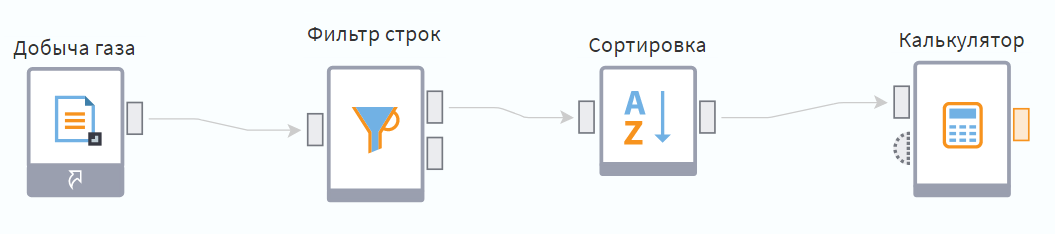 Добыча газа
Фильтр строк
Сортировка
Калькулятор
A
Z